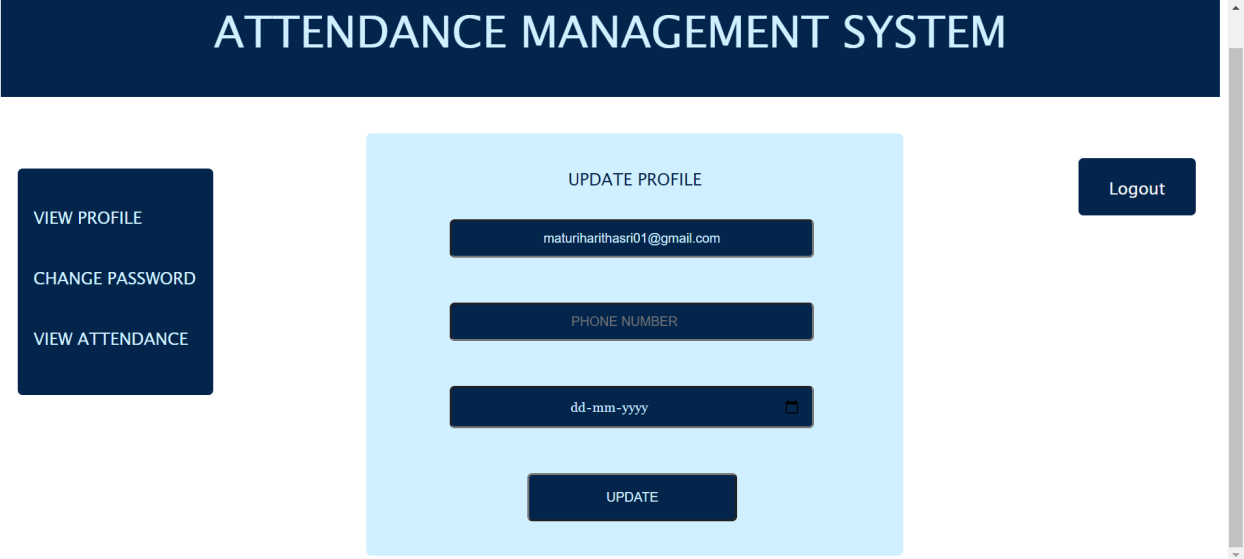 ATTENDANCE MANAGEMENT SYSTEM
VIEW PROFILE
CHANGE PASSWORD
VIEW ATTENDANCE
UPDATE PROFILE
maturiharithasri01@gmail.com
PHONE NUMBER
dd-mm-yyyy
UPDATE
Logout